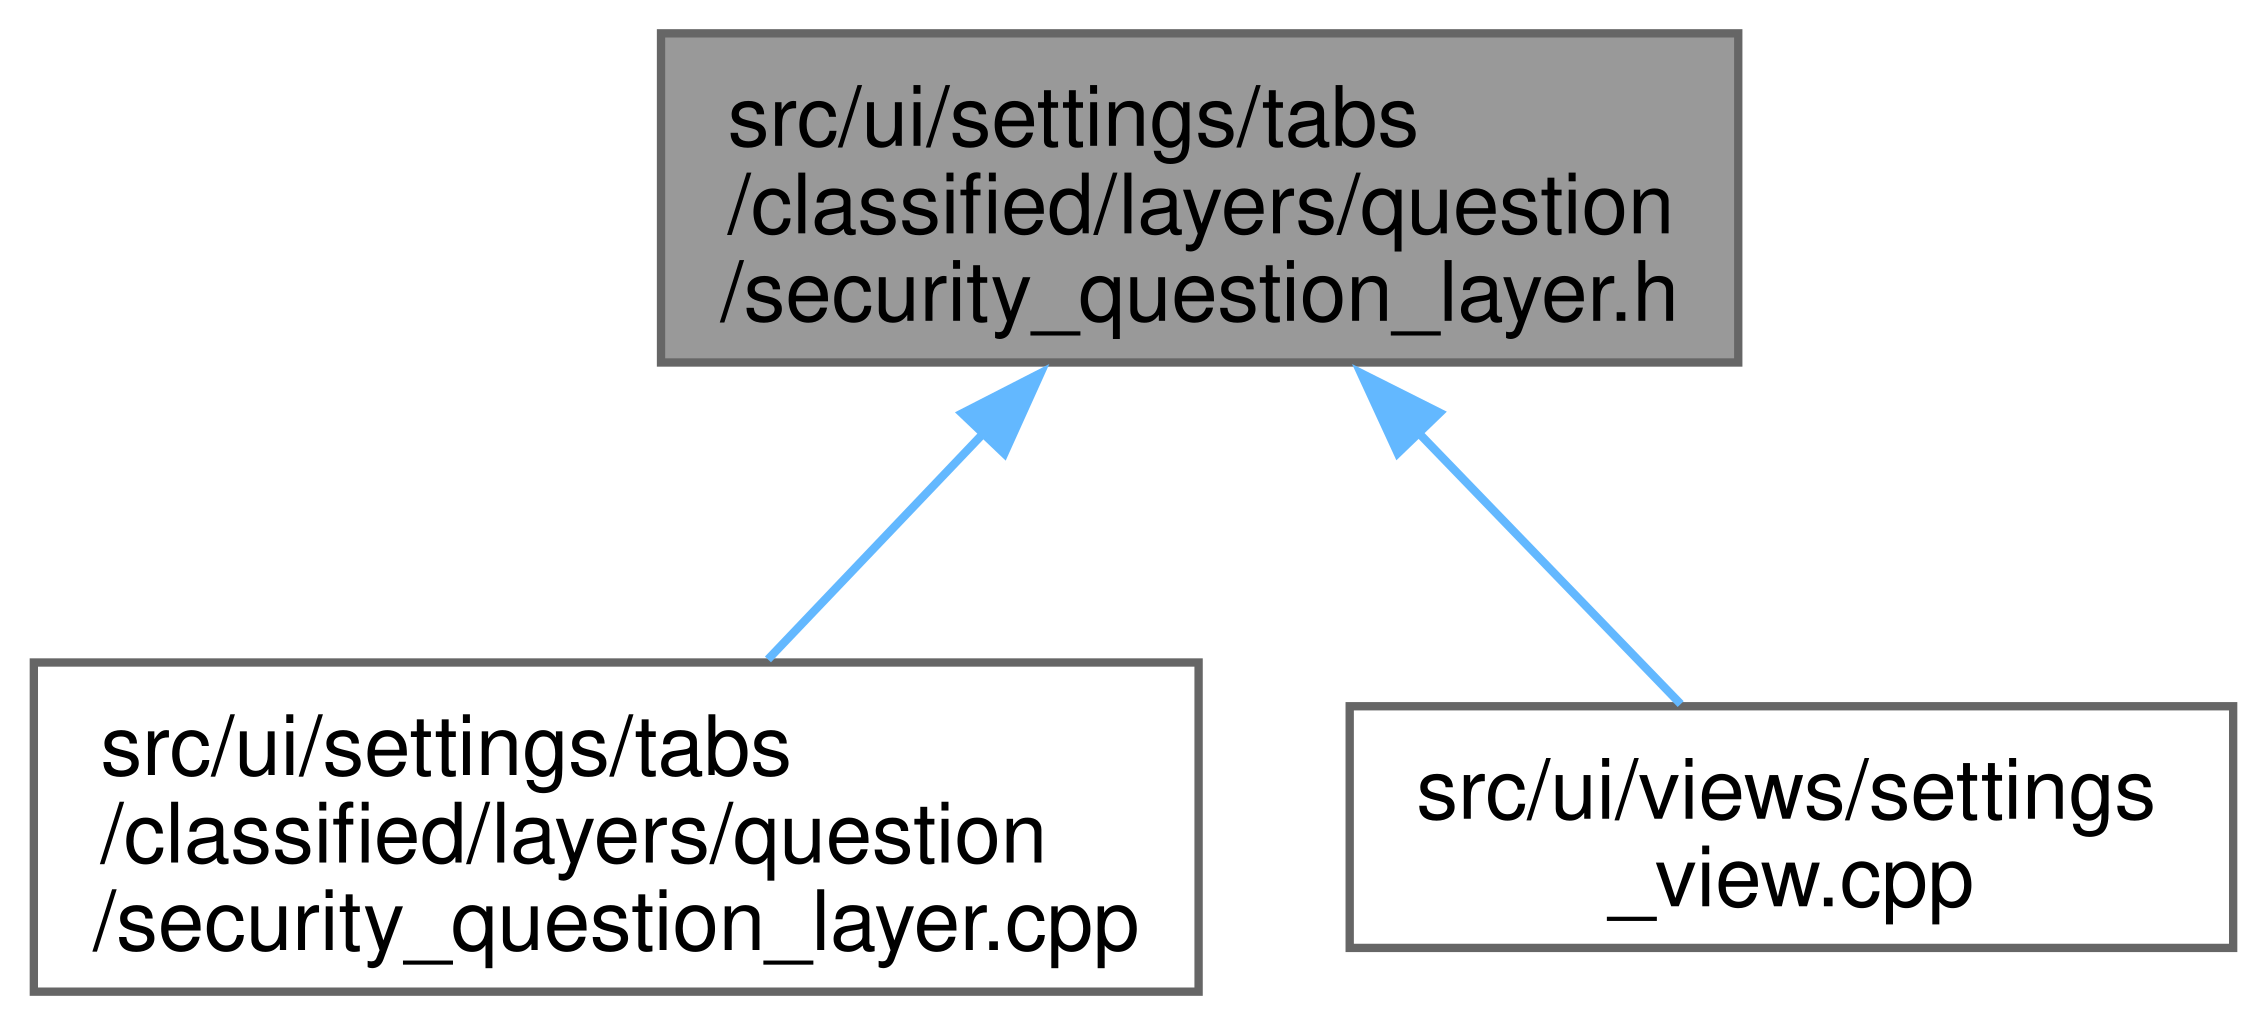 src/ui/settings/tabs
/classified/layers/question
/security_question_layer.h
src/ui/settings/tabs
/classified/layers/question
/security_question_layer.cpp
src/ui/views/settings
_view.cpp